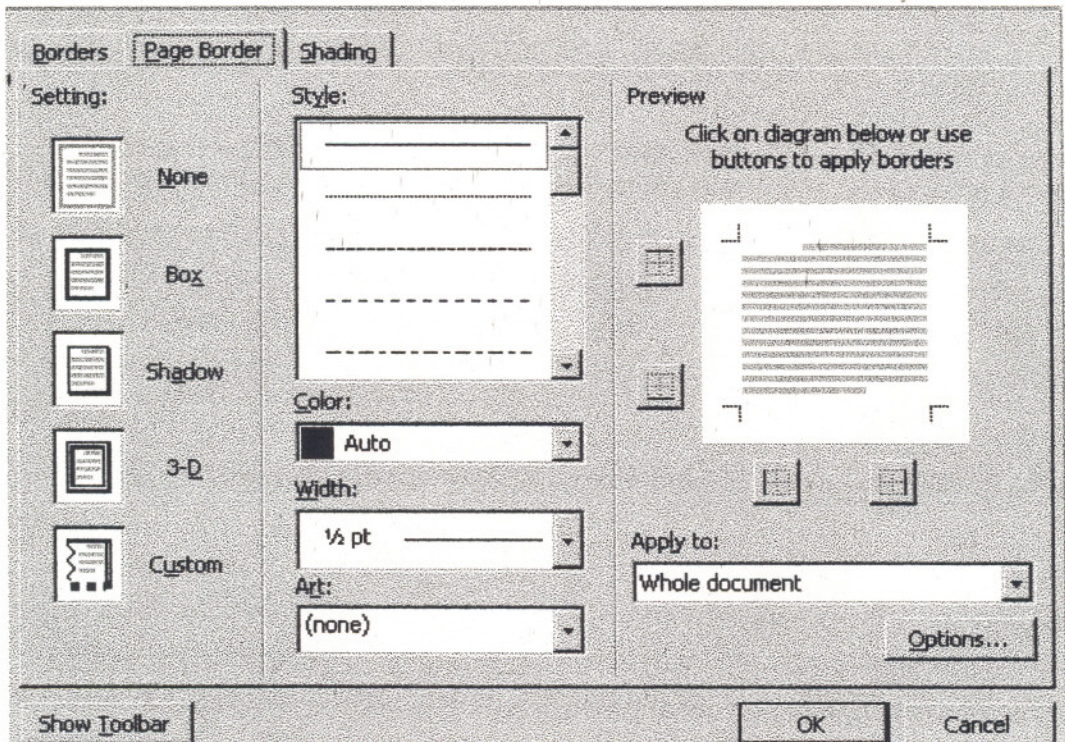 Borders
Page Border
Shading
Setting:
None
Box
Shadow
3-D
Custom
Style:
Color:
Auto
Width:
½ pt
Art:
(none)
Preview
Click on diagram below or use
buttons to apply borders
Apply to:
Whole document
Options...
Show Toolbar
OK
Cancel